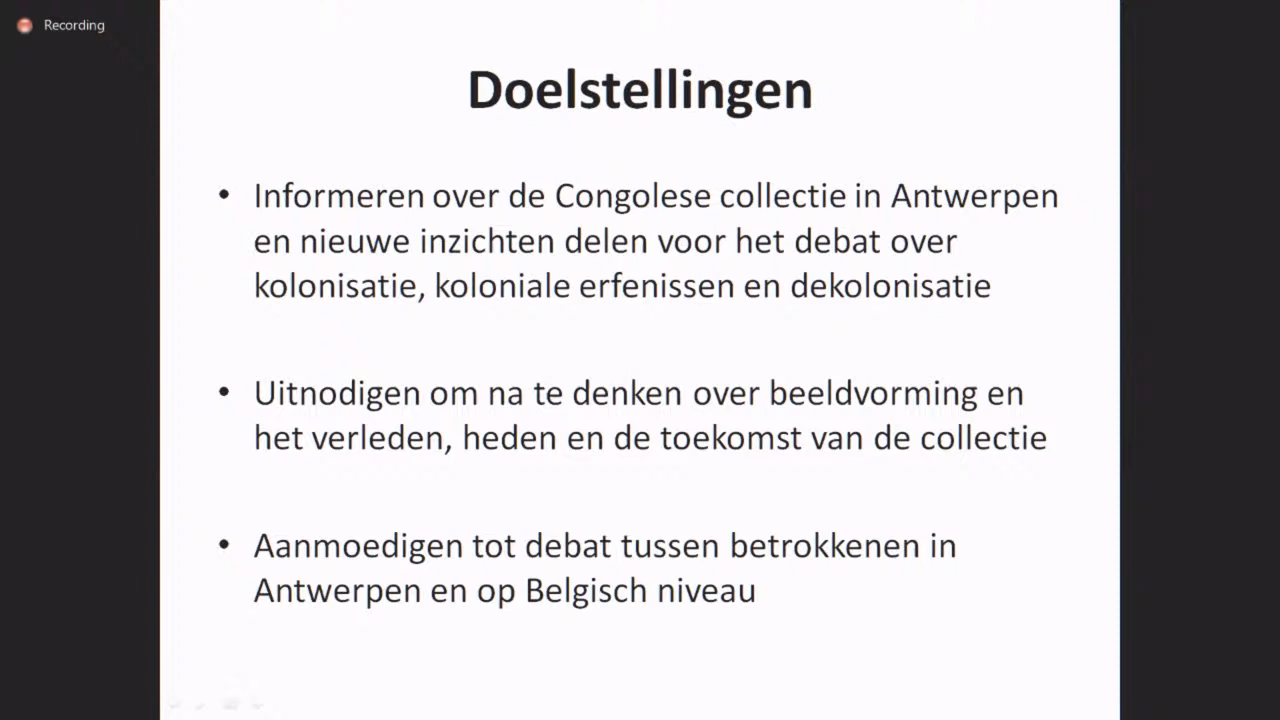 Recording
Doelstellingen
• Informeren over de Congolese collectie in Antwerpen
en nieuwe inzichten delen voor het debat over
kolonisatie, koloniale erfenissen en dekolonisatie
• Uitnodigen om na te denken over beeldvorming en
het verleden, heden en de toekomst van de collectie
• Aanmoedigen tot debat tussen betrokkenen in
Antwerpen en op Belgisch niveau